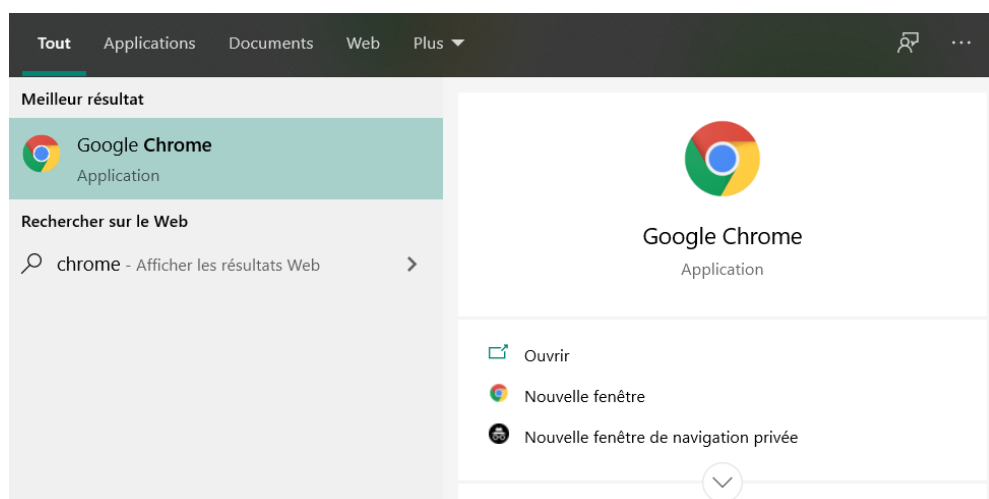 Tout Applications Documents Web Plus
Meilleur résultat
Google Chrome
Application
Rechercher sur le Web
chrome - Afficher les résultats Web
Google Chrome
Application
Ouvrir
Nouvelle fenêtre
Nouvelle fenêtre de navigation privée